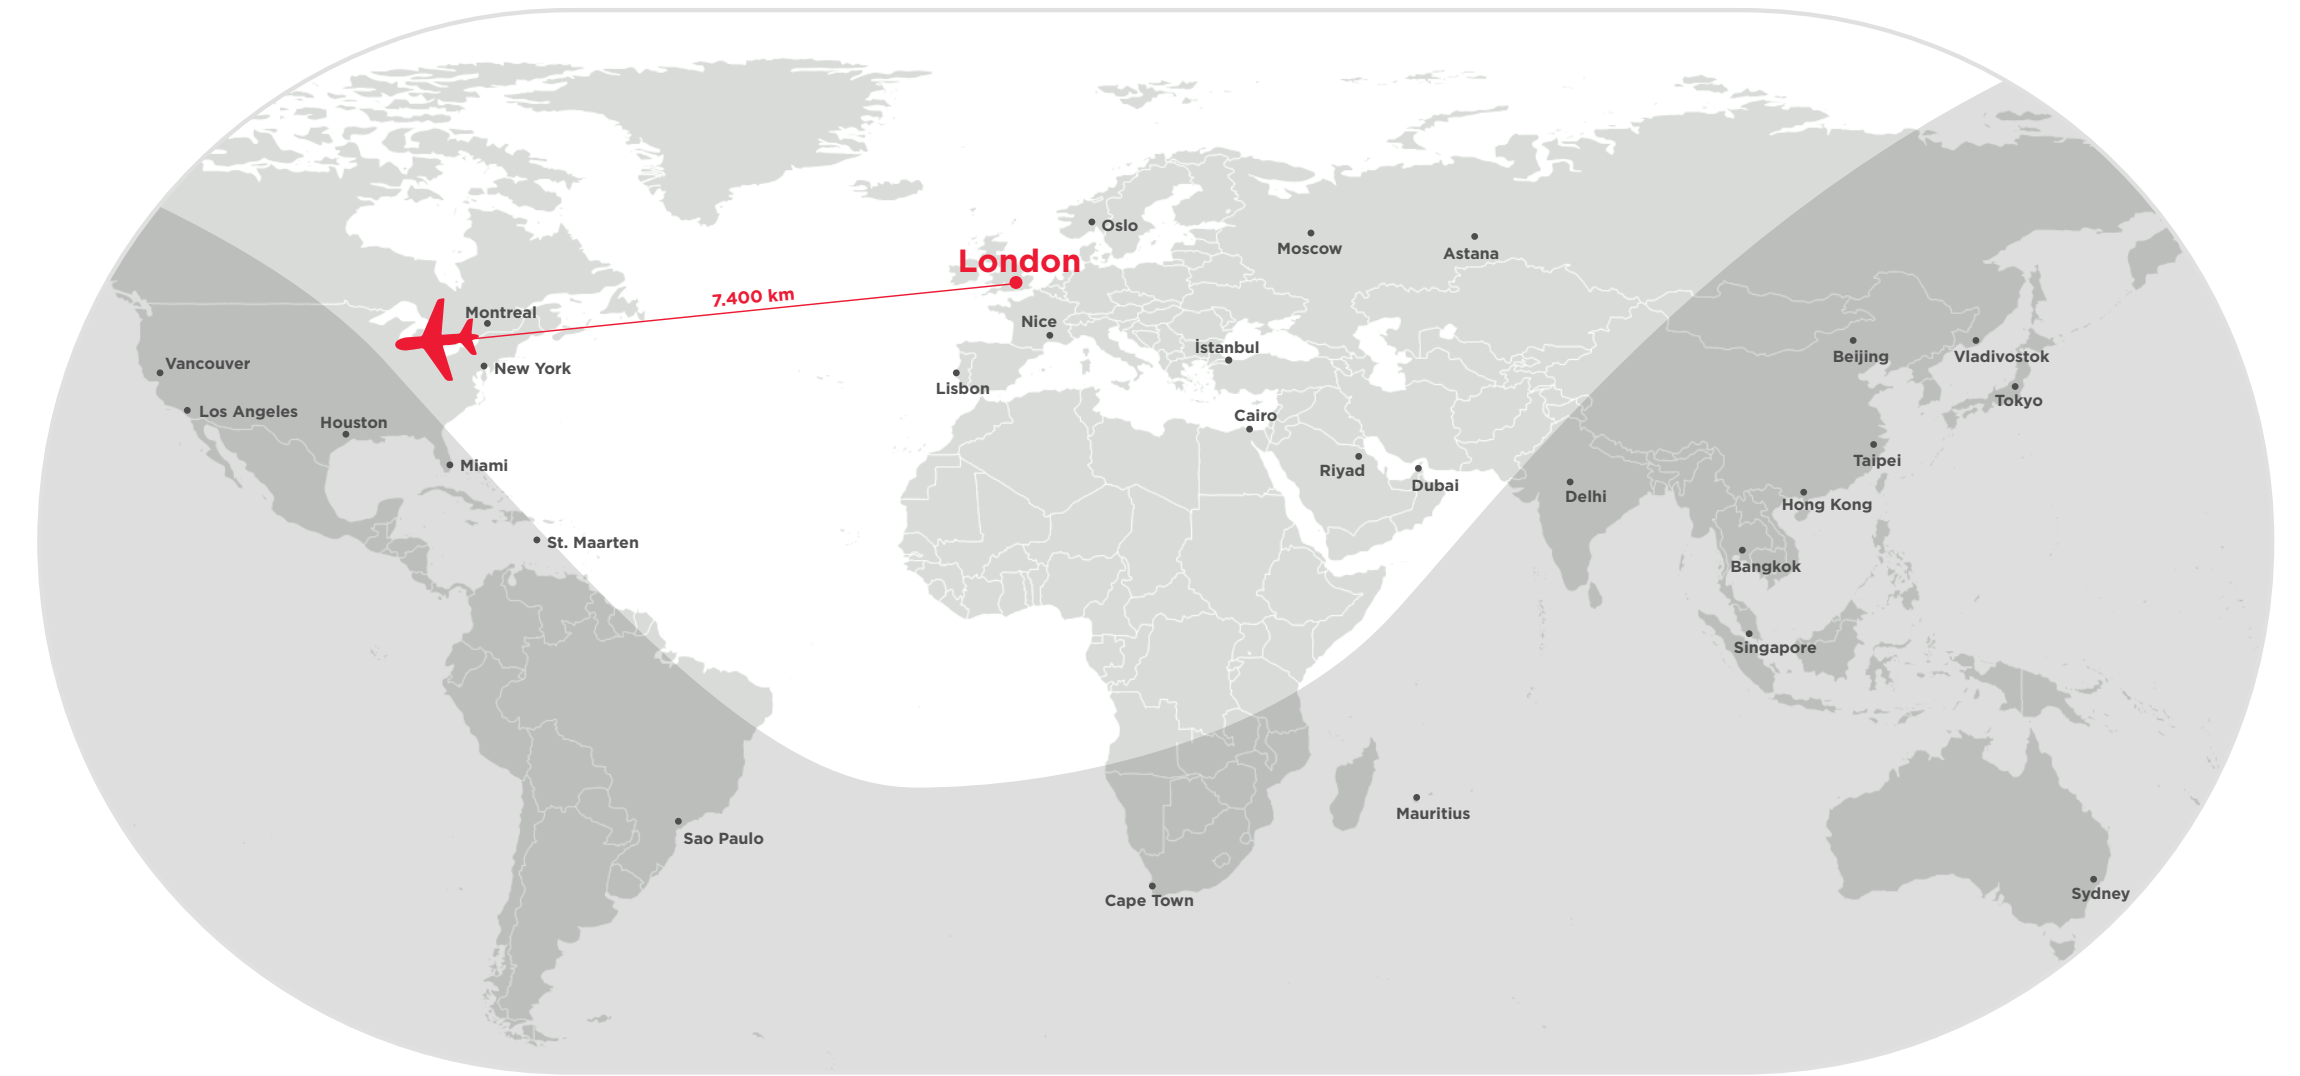 Oslo
Moscow
Astana
London
7.400 km
Montreal
Nice
İstanbul
Vancouver
New York
Lisbon
Beijing
Vladivostok
Tokyo
Los Angeles
Houston
Cairo
Miami
Riyad
Dubai
Taipei
Delhi
Hong Kong
St. Maarten
Bangkok
Singapore
Mauritius
Sao Paulo
Cape Town
Sydney